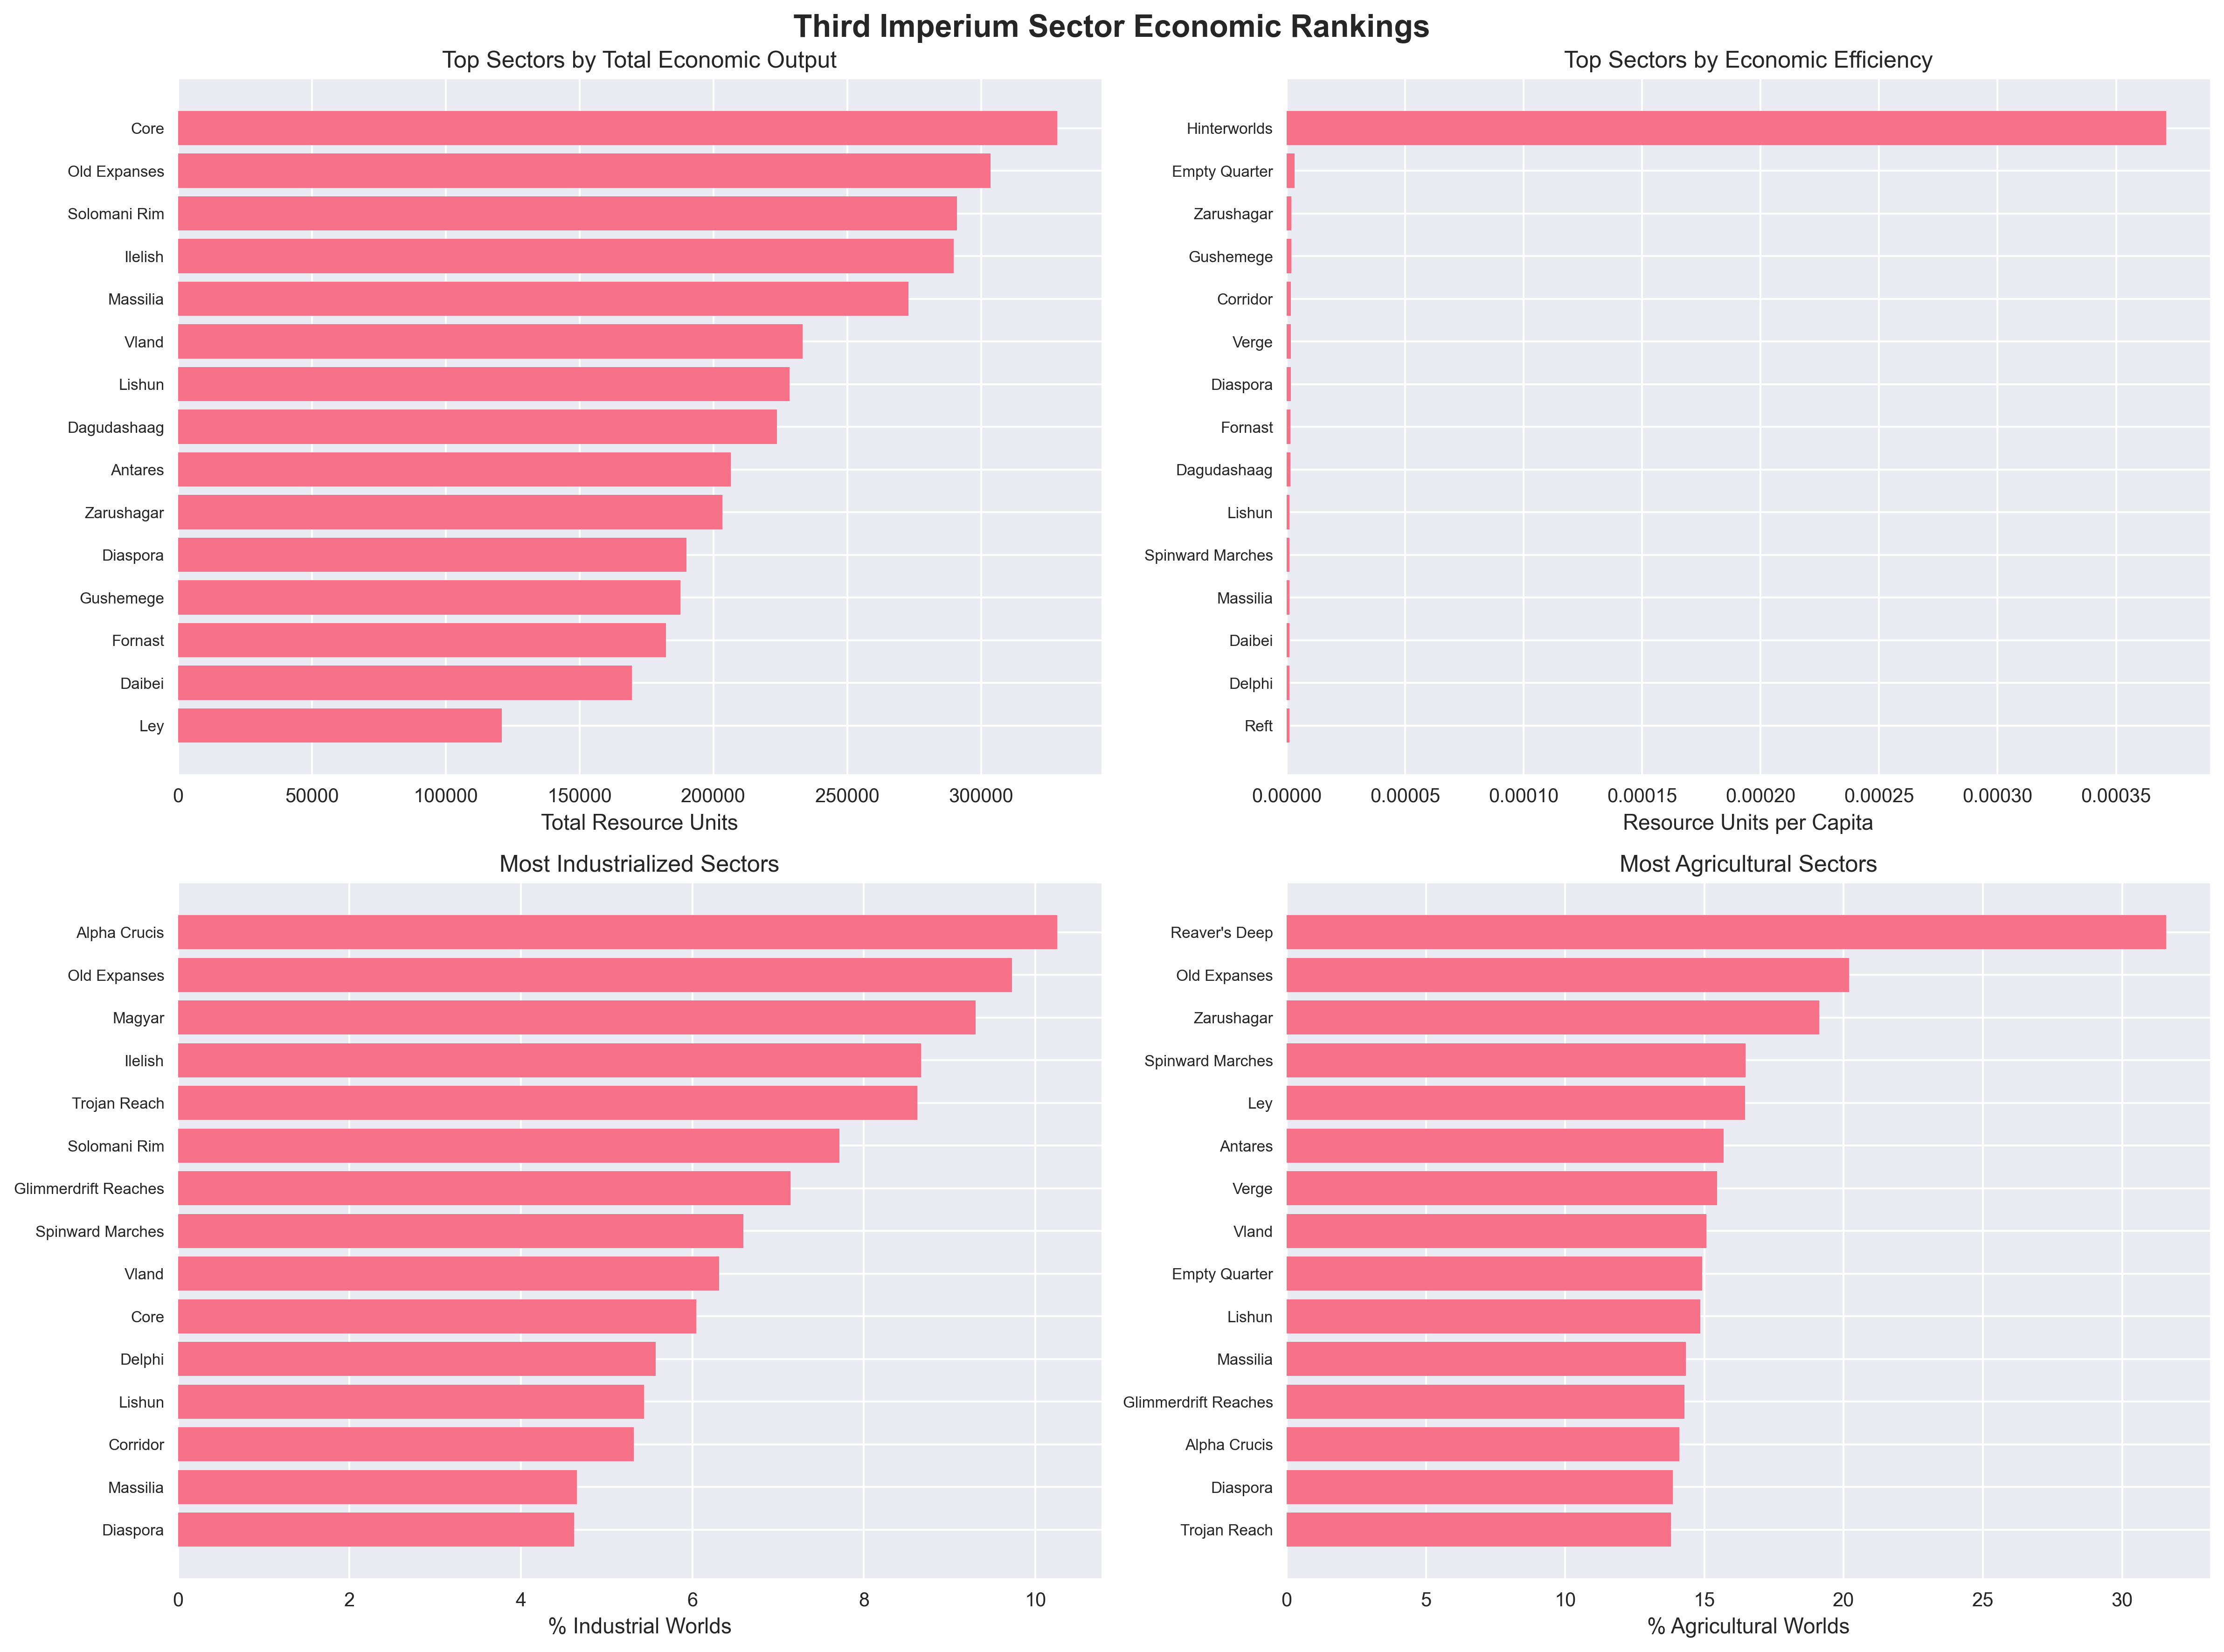 Third Imperium Sector Economic Rankings
Top Sectors by Total Economic Output
Core
Old Expanses
Solomani Rim
Ilelish
Massilia
Vland
Lishun
Dagudashaag
Antares
Zarushagar
Diaspora
Gushemege
Fornast
Daibei
Ley
0 50000 100000 150000 200000 250000 300000
Total Resource Units
Top Sectors by Economic Efficiency
Hinterworlds
Empty Quarter
Zarushagar
Gushemege
Corridor
Verge
Diaspora
Fornast
Dagudashaag
Lishun
Spinward Marches
Massilia
Daibei
Delphi
Reft
0.00000 0.00005 0.00010 0.00015 0.00020 0.00025 0.00030 0.00035
Resource Units per Capita
Most Industrialized Sectors
Alpha Crucis
Old Expanses
Magyar
Ilelish
Trojan Reach
Solomani Rim
Glimmerdrift Reaches
Spinward Marches
Vland
Core
Delphi
Lishun
Corridor
Massilia
Diaspora
0 2 4 6 8 10
% Industrial Worlds
Most Agricultural Sectors
Reaver's Deep
Old Expanses
Zarushagar
Spinward Marches
Ley
Antares
Verge
Vland
Empty Quarter
Lishun
Massilia
Glimmerdrift Reaches
Alpha Crucis
Diaspora
Trojan Reach
0 5 10 15 20 25 30
% Agricultural Worlds